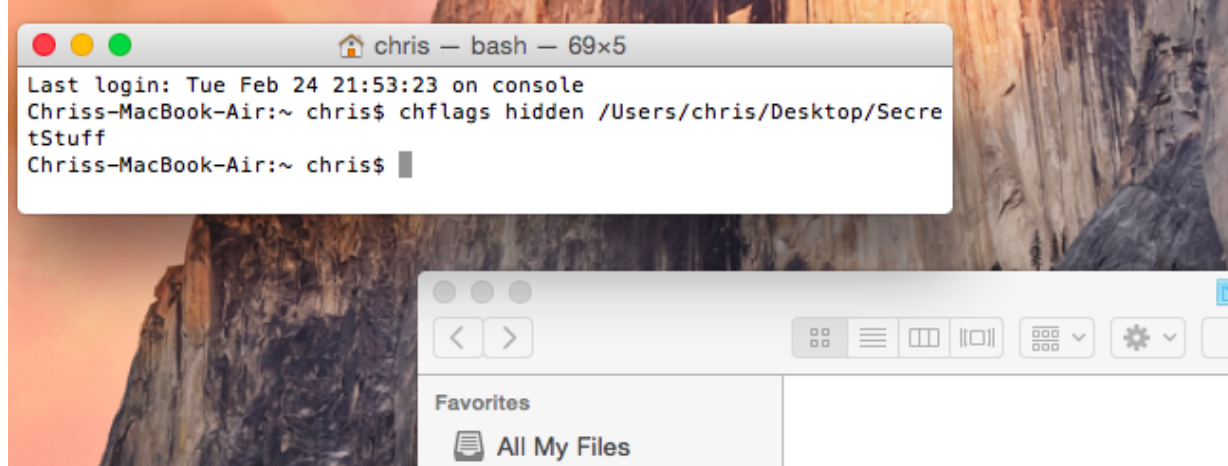 chris — bash — 69×5
Last login: Tue Feb 24 21:53:23 on console
Chriss-MacBook-Air:~ chris$ chflags hidden /Users/chris/Desktop/Secre
tStuff
Chriss-MacBook-Air:~ chris$
Favorites
All My Files